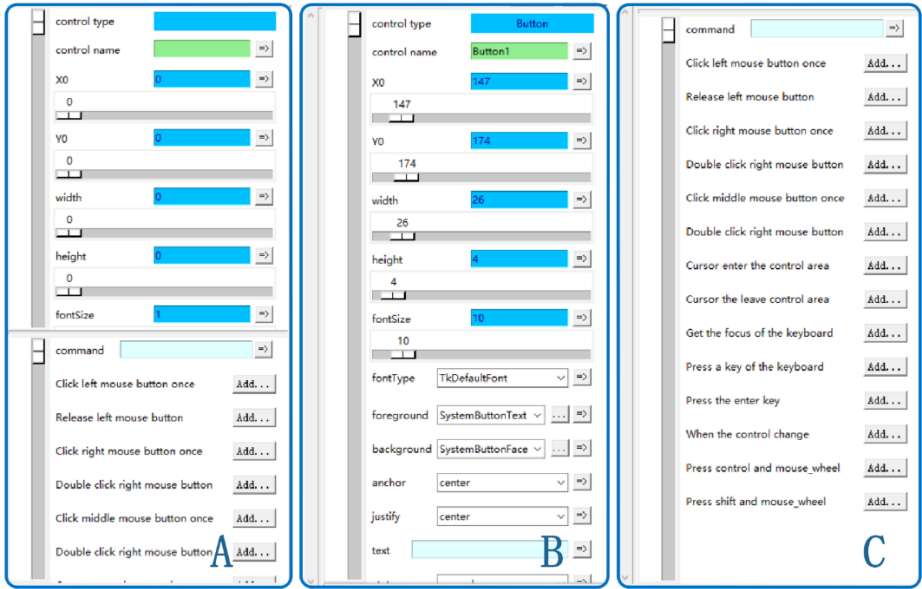 control type
control name
=>
X0
0
=>
0
Y0
0
=>
0
width
0
=>
0
height
0
=>
0
fontSize
1
=>
command
=>
Click left mouse button once
Add...
Release left mouse button
Add...
Click right mouse button once
Add...
Double click right mouse button
Add...
Click middle mouse button once
Add...
Double click right mouse button
Add...
A
control type
Button
control name
Button1
=>
X0
147
=>
147
Y0
174
=>
174
width
26
=>
26
height
4
=>
4
fontSize
10
=>
10
fontType
TkDefaultFont
=>
foreground
SystemButtonText
...
=>
background
SystemButtonFace
...
=>
anchor
center
=>
justify
center
=>
text
=>
B
command
=>
Click left mouse button once
Add...
Release left mouse button
Add...
Click right mouse button once
Add...
Double click right mouse button
Add...
Click middle mouse button once
Add...
Double click right mouse button
Add...
Cursor enter the control area
Add...
Cursor the leave control area
Add...
Get the focus of the keyboard
Add...
Press a key of the keyboard
Add...
Press the enter key
Add...
When the control change
Add...
Press control and mouse_wheel
Add...
Press shift and mouse_wheel
Add...
C